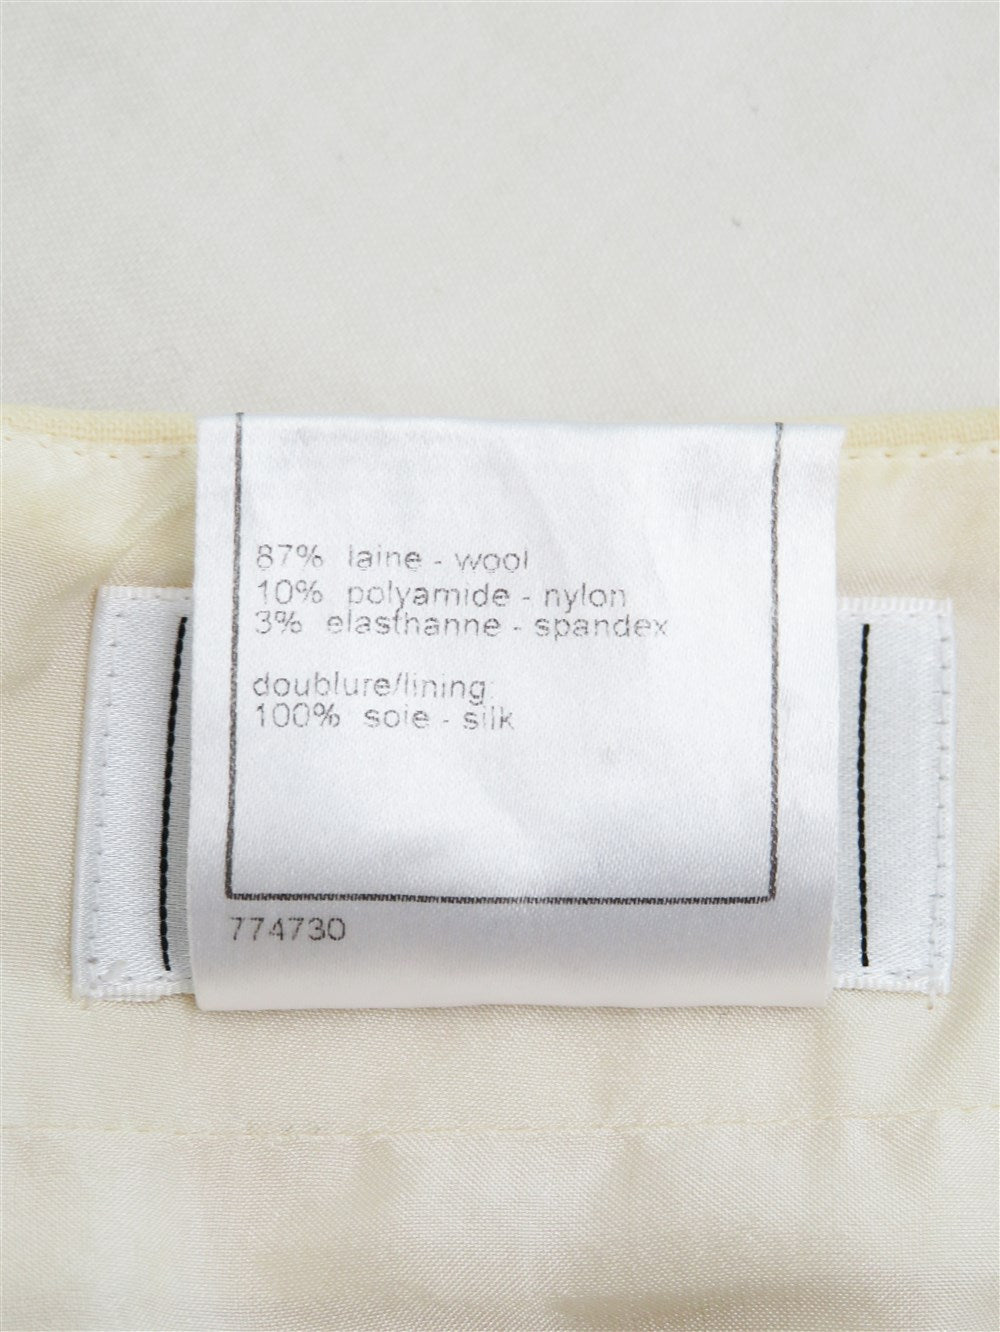 87% laine - wool
10% polyamide - nylon
3% elasthanne - spandex
doublure/lining:
100% soie - silk
774730